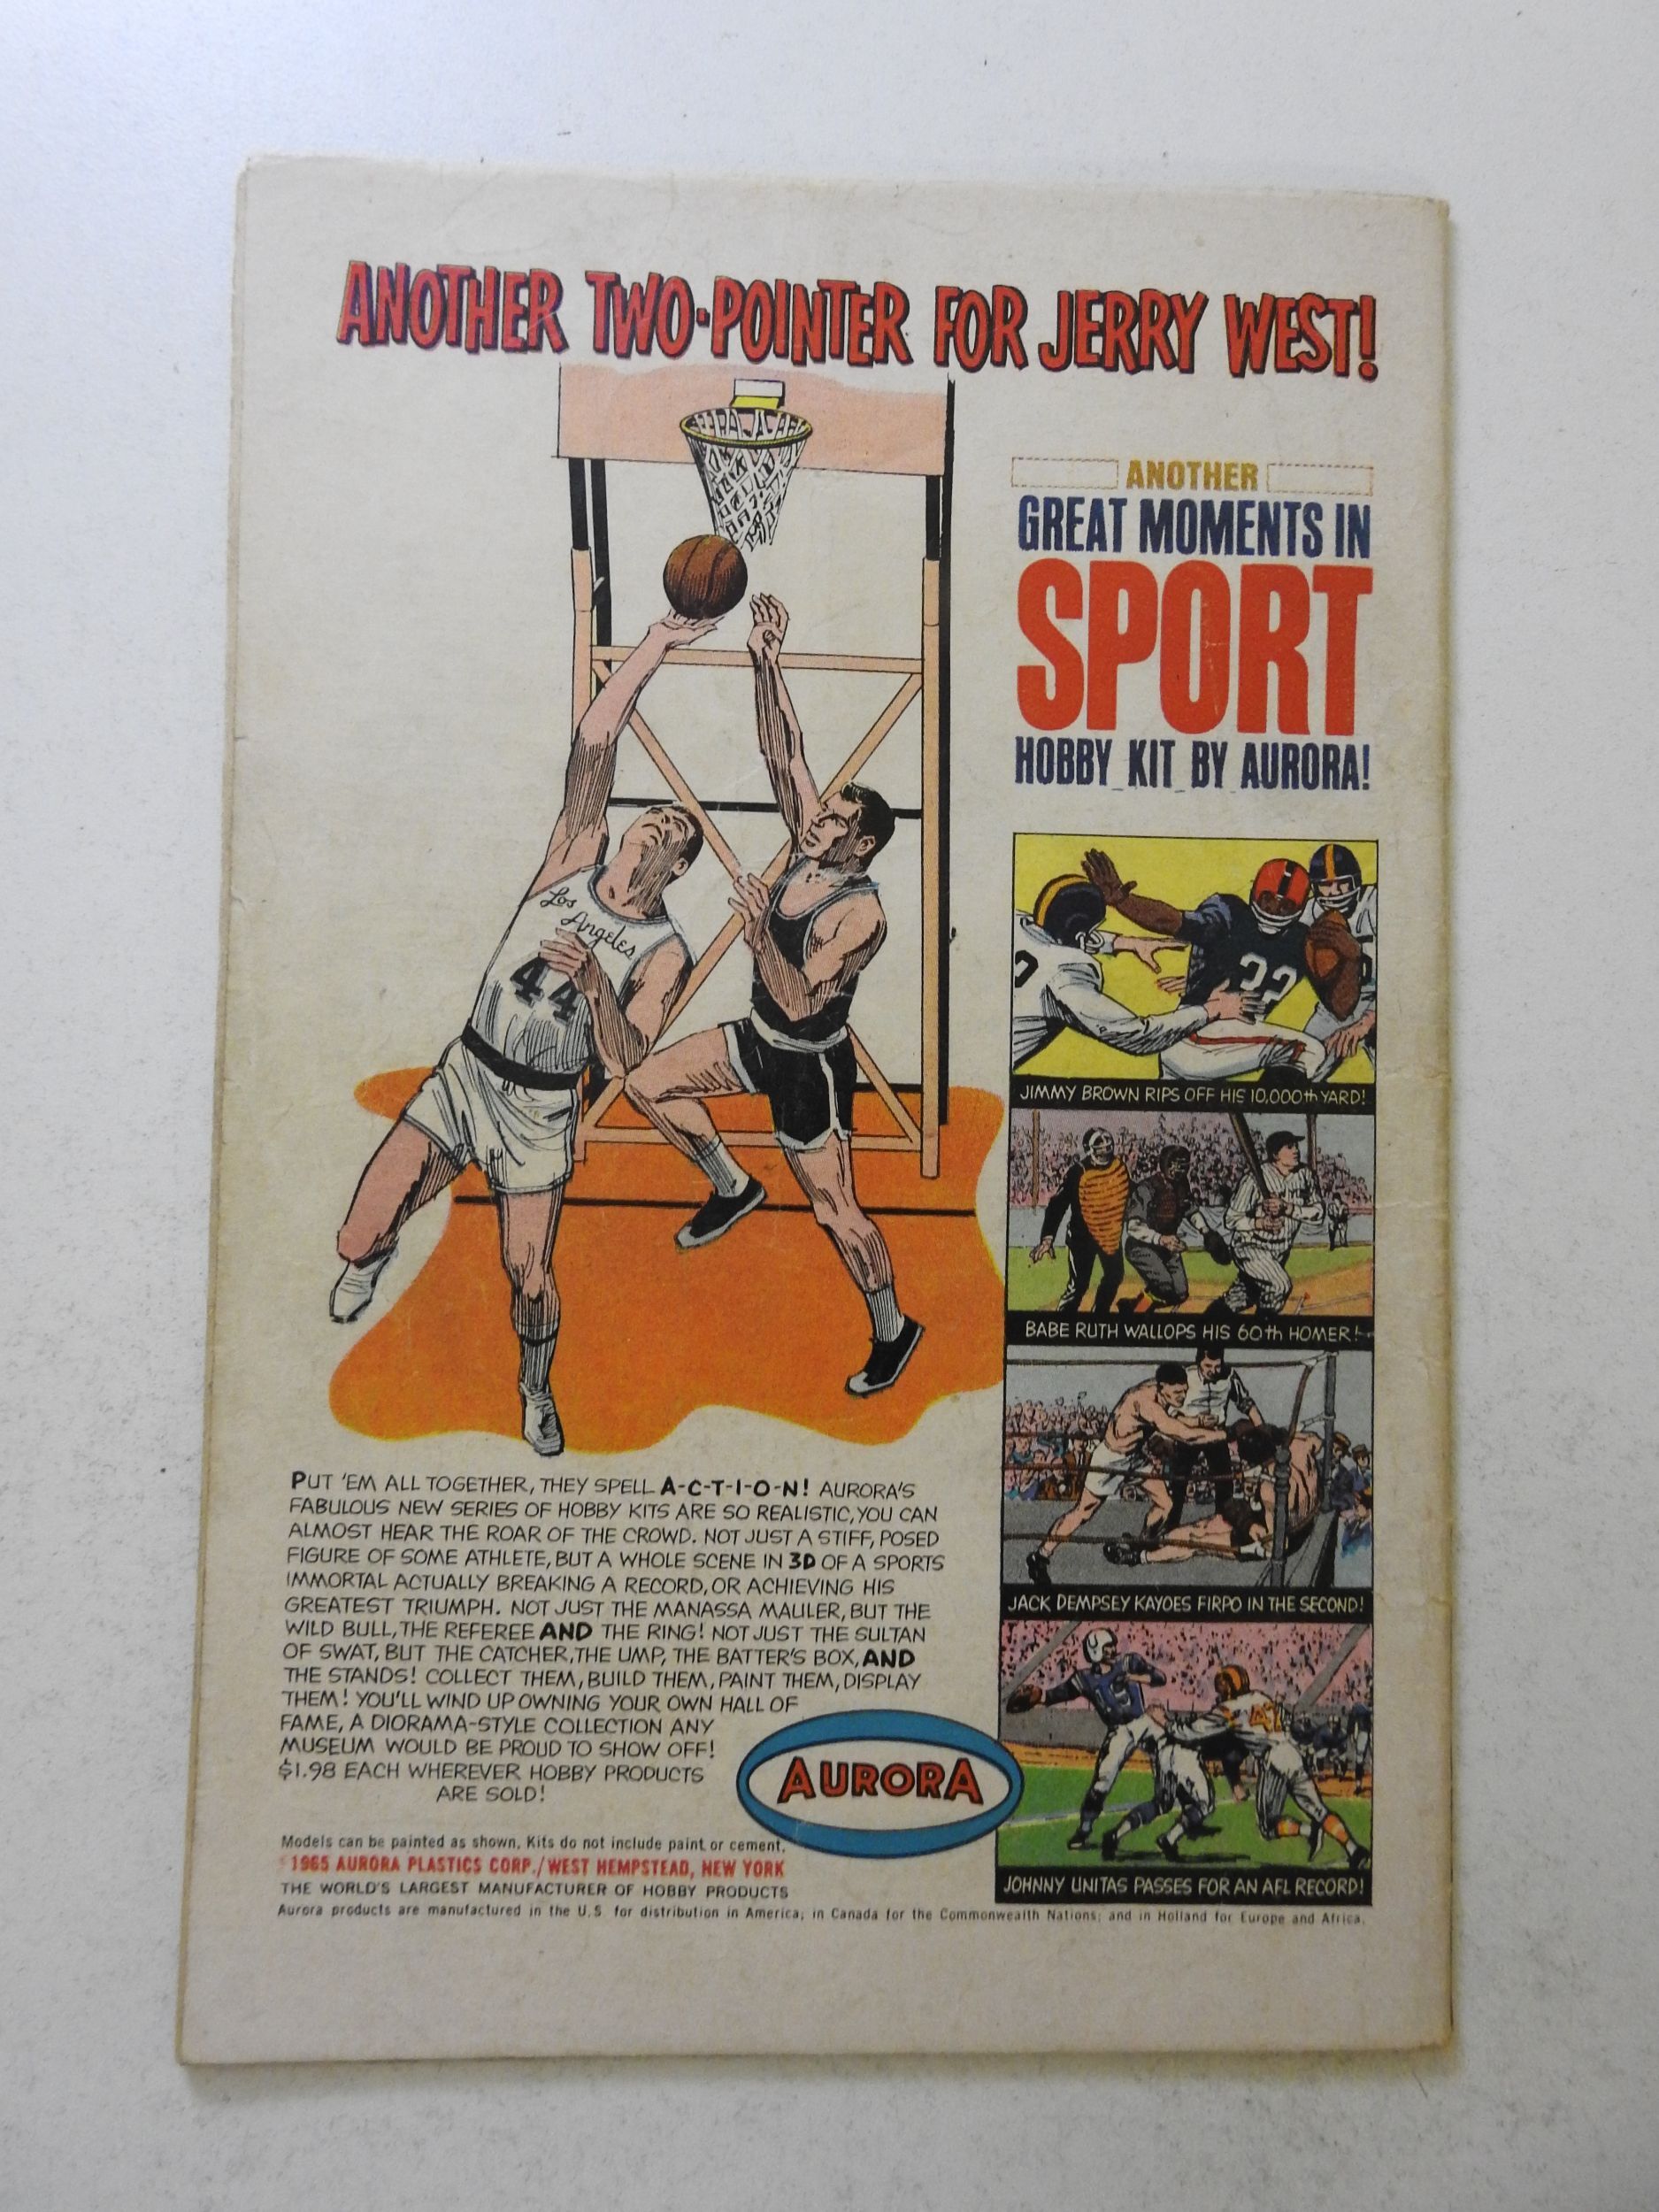 ANOTHER TWO-POINTER FOR JERRY WEST!
ANOTHER
GREAT MOMENTS IN
SPORT
HOBBY KIT BY AURORA!
Los
Angeles
44
32
JIMMY BROWN RIPS OFF HIS 10,000th YARD!
BABE RUTH WALLOPS HIS 60th HOMER!
JACK DEMPSEY KAYOES FIRPO IN THE SECOND!
JOHNNY UNITAS PASSES FOR AN AFL RECORD!
PUT 'EM ALL TOGETHER, THEY SPELL A-C-T-I-O-N! AURORA'S
FABULOUS NEW SERIES OF HOBBY KITS ARE SO REALISTIC, YOU CAN
ALMOST HEAR THE ROAR OF THE CROWD. NOT JUST A STIFF, POSED
FIGURE OF SOME ATHLETE, BUT A WHOLE SCENE IN 3D OF A SPORTS
IMMORTAL ACTUALLY BREAKING A RECORD, OR ACHIEVING HIS
GREATEST TRIUMPH. NOT JUST THE MANASSA MAULER, BUT THE
WILD BULL, THE REFEREE AND THE RING! NOT JUST THE SULTAN
OF SWAT, BUT THE CATCHER, THE UMP, THE BATTER'S BOX, AND
THE STANDS! COLLECT THEM, BUILD THEM, PAINT THEM, DISPLAY
THEM! YOU'LL WIND UP OWNING YOUR OWN HALL OF
FAME, A DIORAMA-STYLE COLLECTION ANY
MUSEUM WOULD BE PROUD TO SHOW OFF!
$1.98 EACH WHEREVER HOBBY PRODUCTS
ARE SOLD!
AURORA
Models can be painted as shown. Kits do not include paint or cement.
1965 AURORA PLASTICS CORP./WEST HEMPSTEAD, NEW YORK
THE WORLD'S LARGEST MANUFACTURER OF HOBBY PRODUCTS
Aurora products are manufactured in the U.S. for distribution in America; in Canada for the Commonwealth Nations; and in Holland for Europe and Africa.